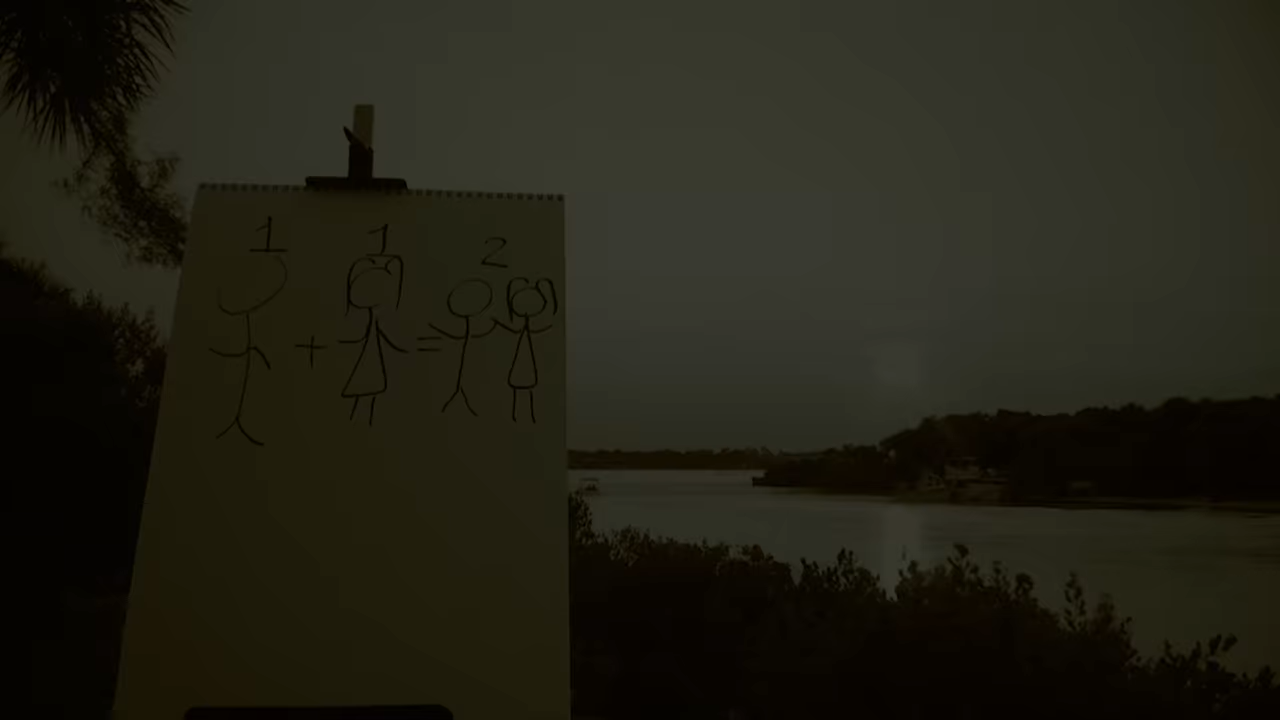 1 1 2
+ =